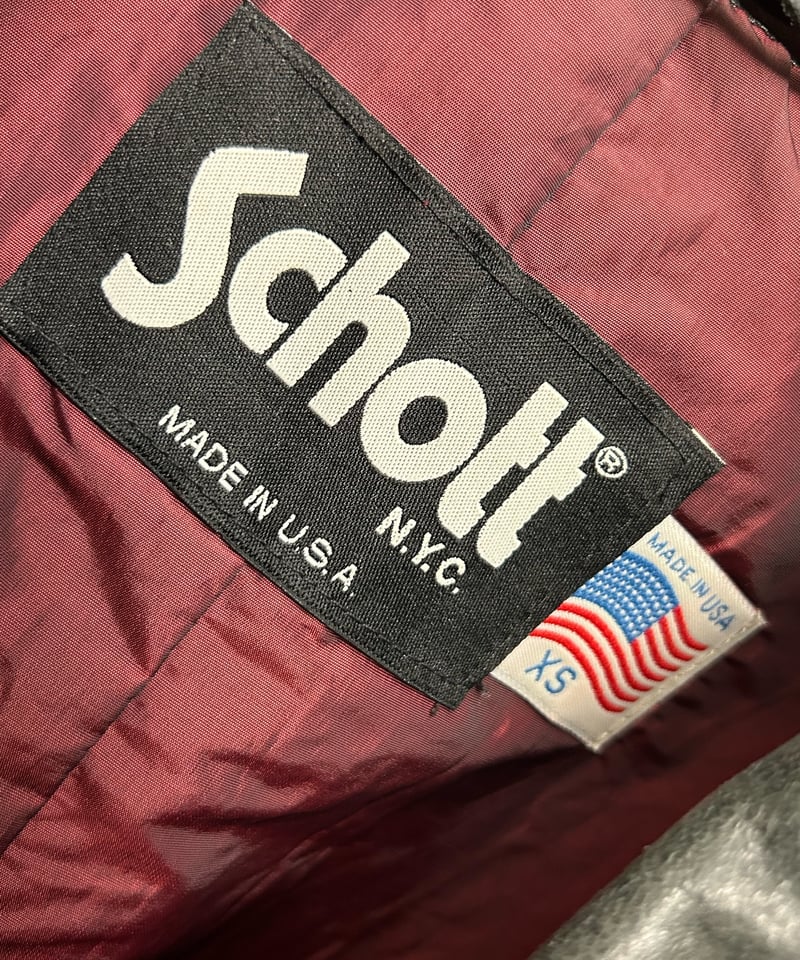 Schott®
N.Y.C.
MADE IN U.S.A.
MADE IN USA
XS